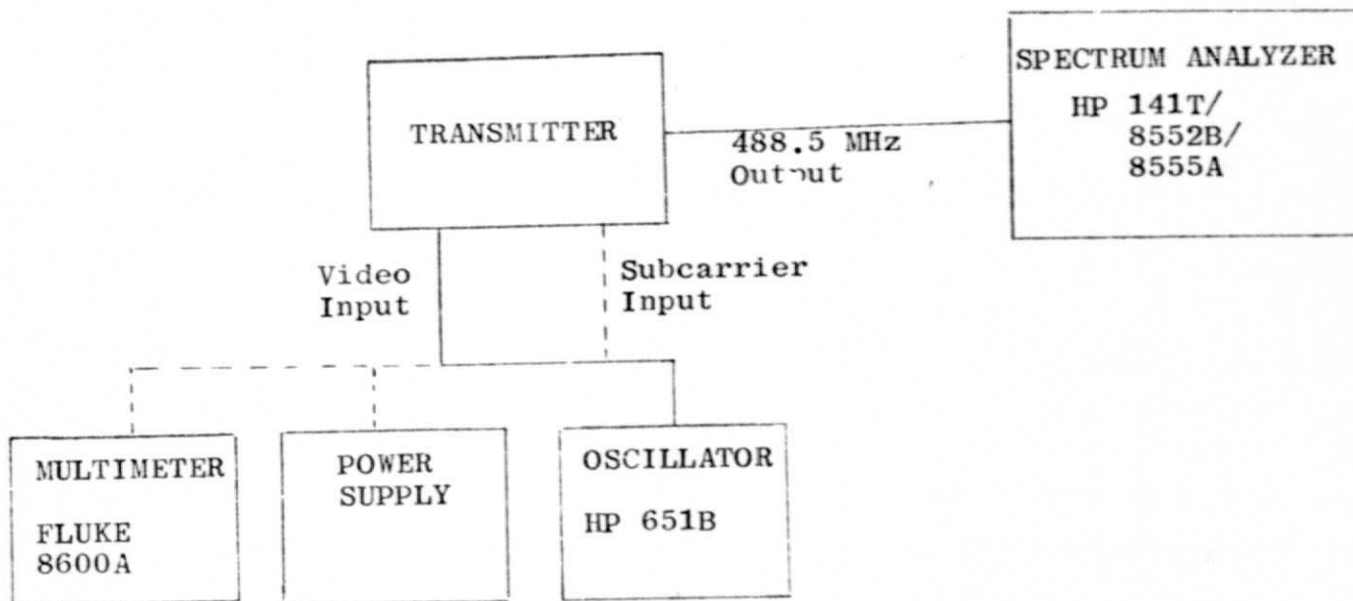 TRANSMITTER
488.5 MHz
Output
SPECTRUM ANALYZER
HP 141T/
8552B/
8555A
Video
Input
Subcarrier
Input
MULTIMETER
FLUKE
8600A
POWER
SUPPLY
OSCILLATOR
HP 651B